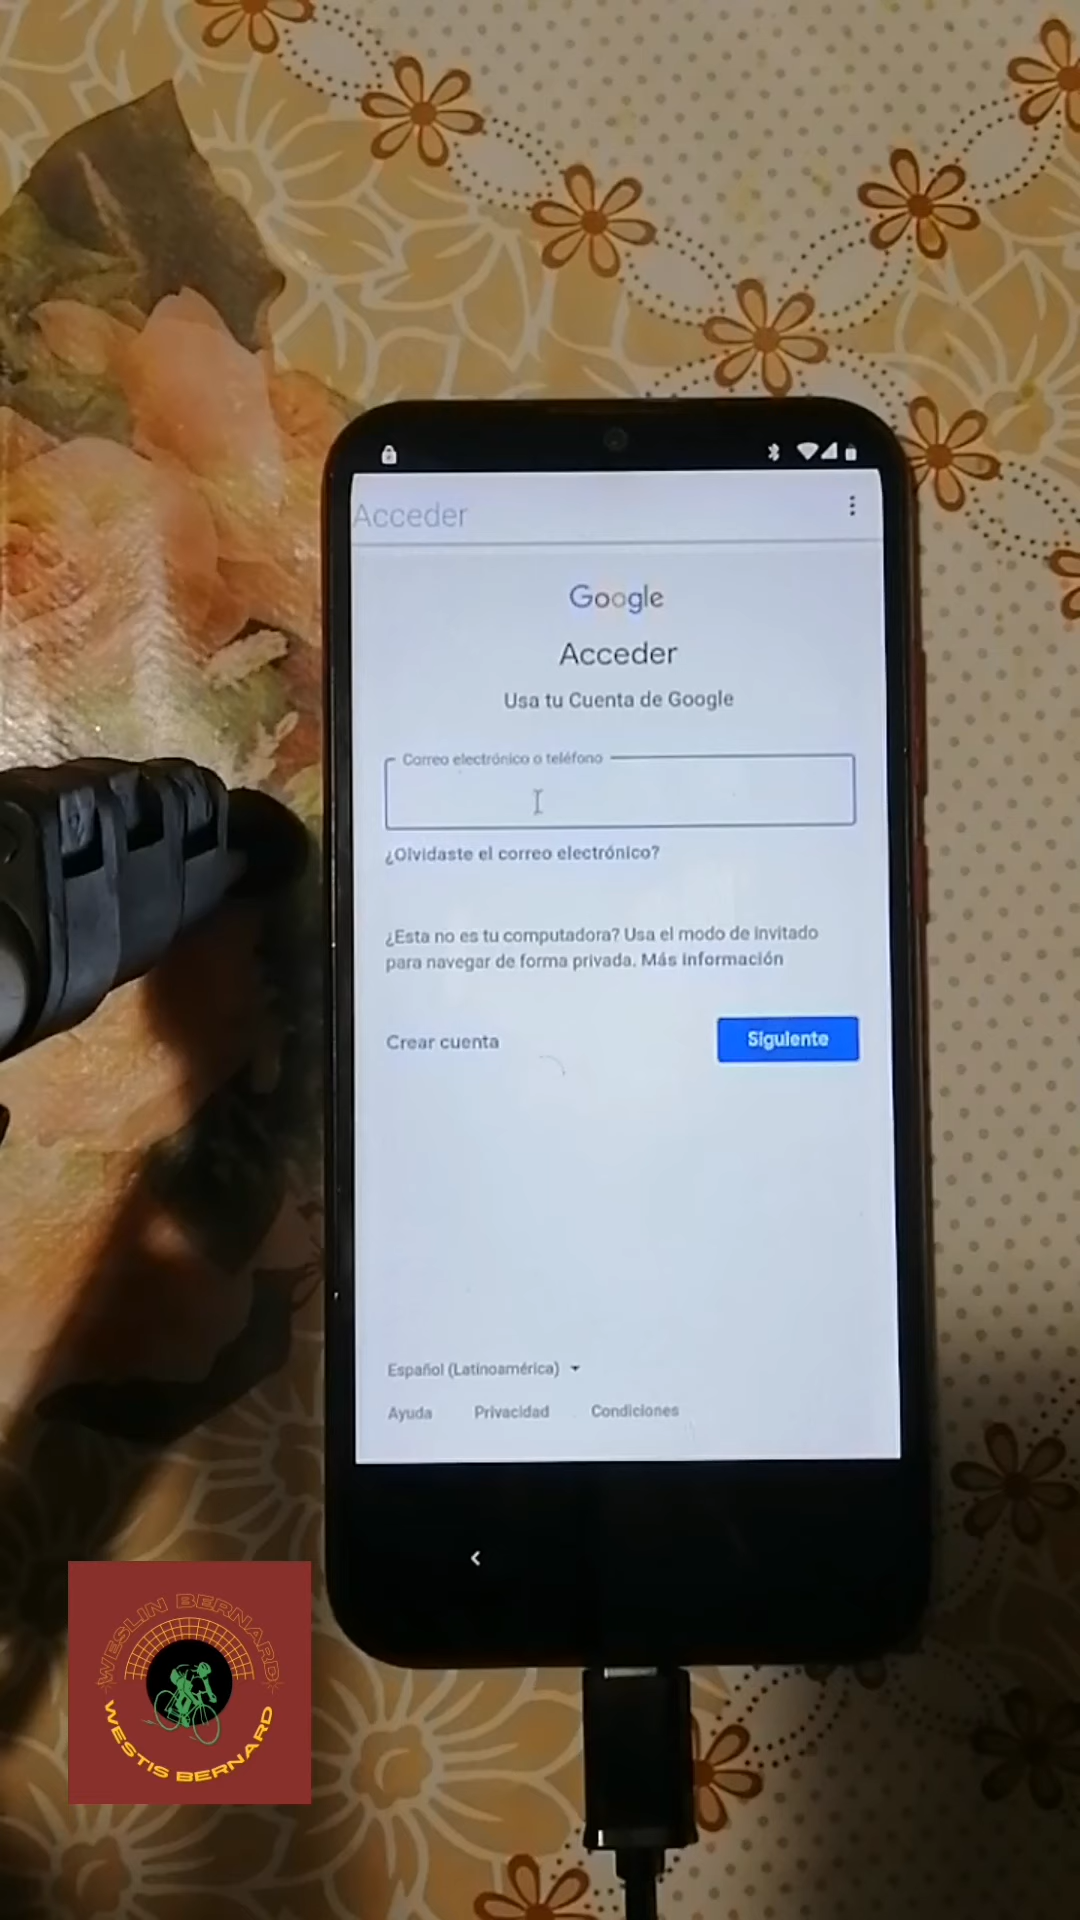 Acceder
Google
Acceder
Usa tu Cuenta de Google
Correo electrónico o teléfono
¿Olvidaste el correo electrónico?
¿Esta no es tu computadora? Usa el modo de invitado
para navegar de forma privada. Más información
Crear cuenta
Siguiente
Español (Latinoamérica)
Ayuda
Privacidad
Condiciones
WESLIN BERNARD
WESTIS BERNARD